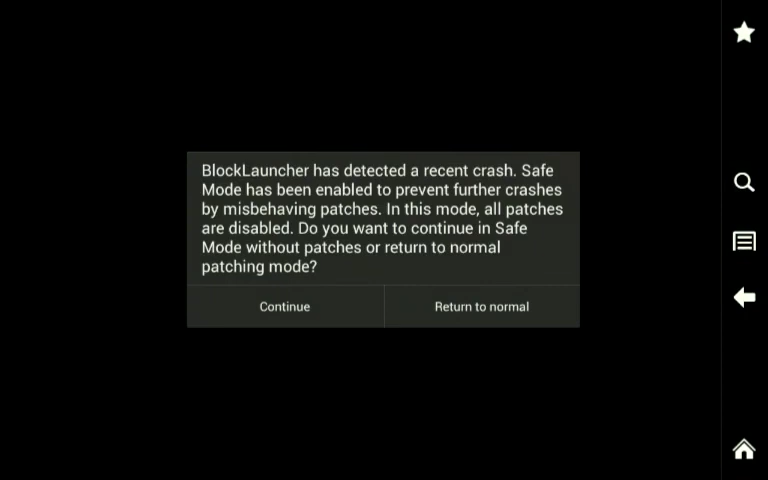 BlockLauncher has detected a recent crash. Safe
Mode has been enabled to prevent further crashes
by misbehaving patches. In this mode, all patches
are disabled. Do you want to continue in Safe
Mode without patches or return to normal
patching mode?
Continue
Return to normal